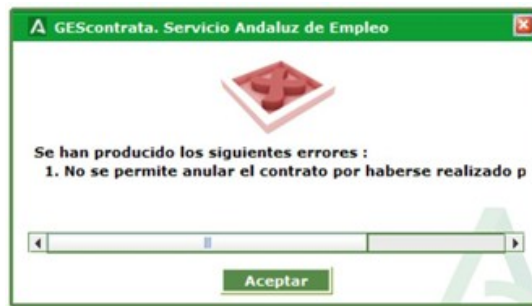 GEScontrata. Servicio Andaluz de Empleo
Se han producido los siguientes errores :
1. No se permite anular el contrato por haberse realizado p
Aceptar